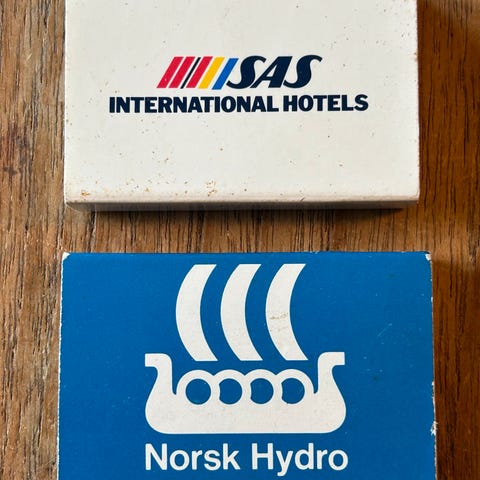 SAS
INTERNATIONAL HOTELS
Norsk Hydro